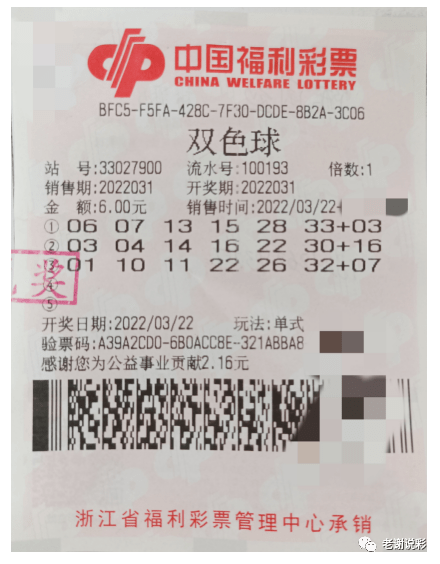 中国福利彩票
CHINA WELFARE LOTTERY
BFC5-F5FA-428C-7F30-DCDE-8B2A-3C06
双色球
站 号:33027900 流水号:100193 倍数:1
销售期:2022031 开奖期:2022031
金 额:6.00元 销售时间:2022/03/22
① 06 07 13 15 28 33+03
② 03 04 14 16 22 30+16
③ 01 10 11 22 26 32+07
④
⑤
奖
开奖日期:2022/03/22 玩法:单式
验票码:A39A2CD0-6B0ACC8E-321ABBA8
感谢您为公益事业贡献2.16元
浙江省福利彩票管理中心承销
老谢说彩